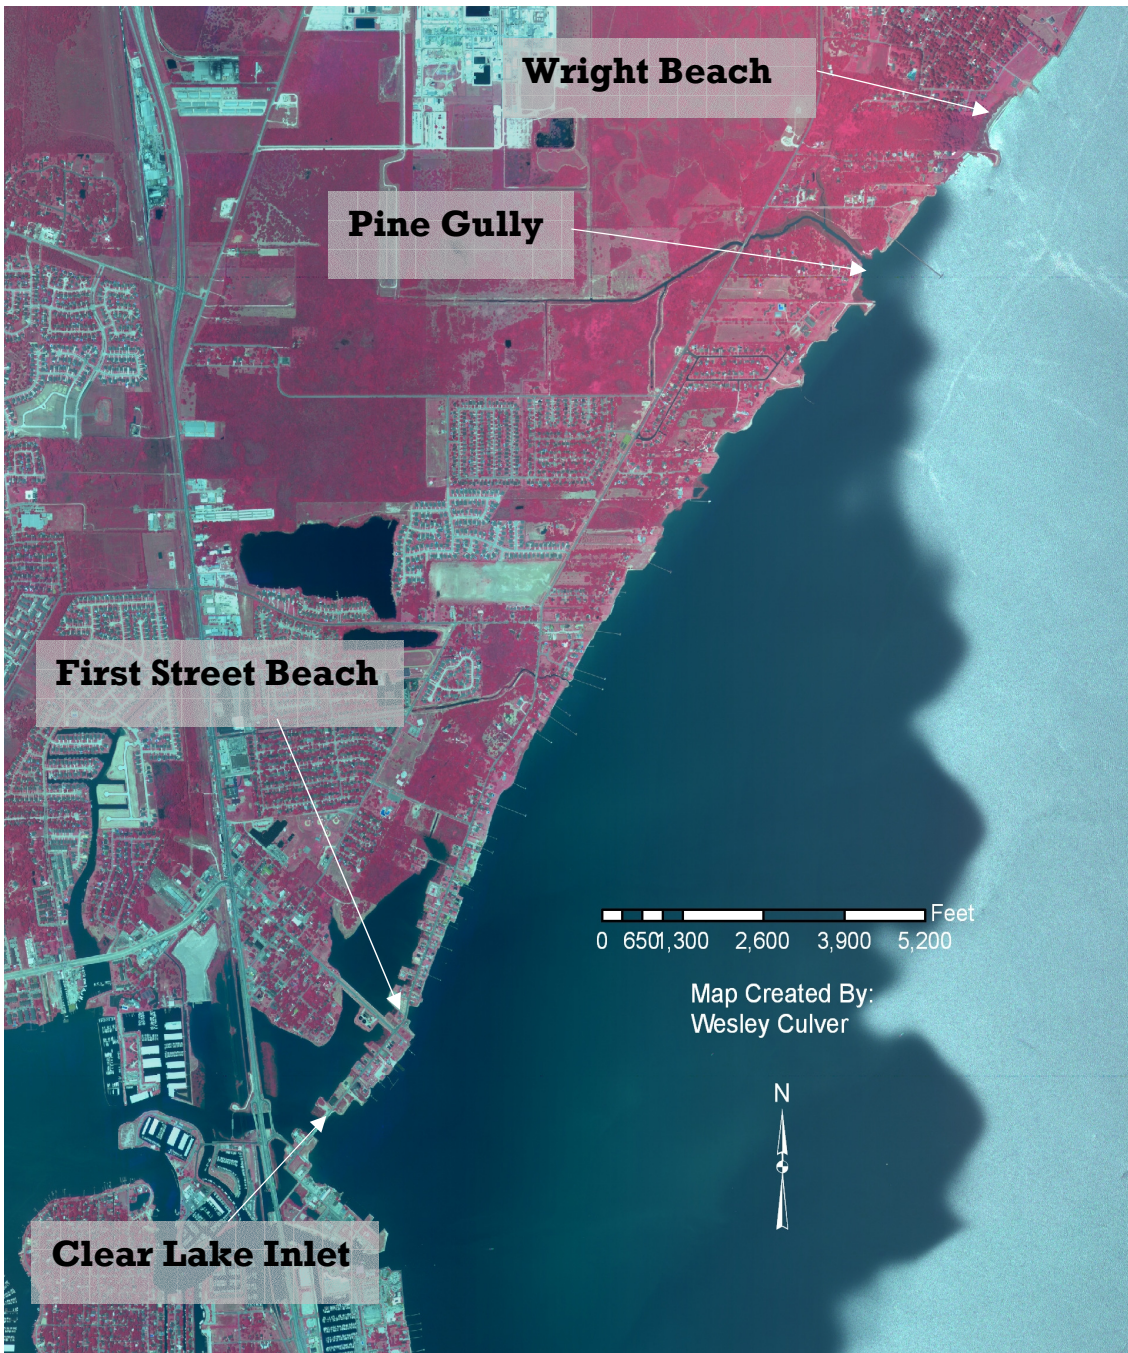 Wright Beach
Pine Gully
First Street Beach
Feet
0 650 1,300 2,600 3,900 5,200
Map Created By:
Wesley Culver
N
Clear Lake Inlet